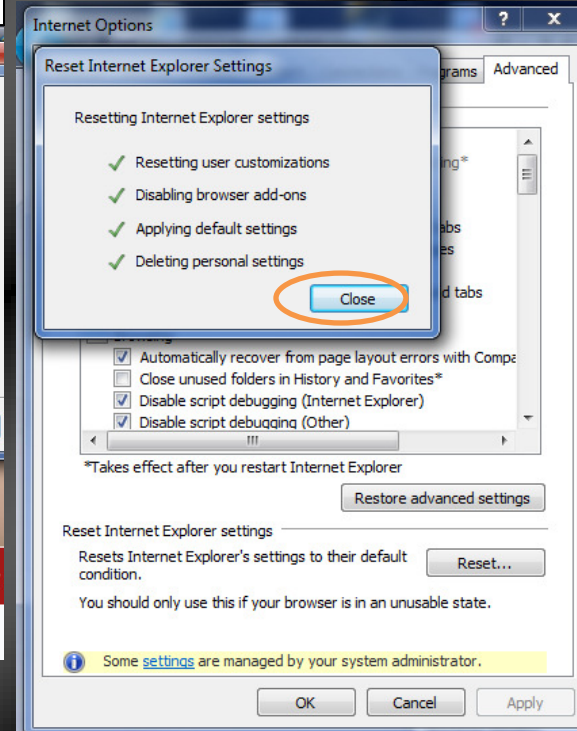 Internet Options
? x
Reset Internet Explorer Settings
Advanced
Resetting Internet Explorer settings
Resetting user customizations
Disabling browser add-ons
Applying default settings
Deleting personal settings
Close
d tabs
Automatically recover from page layout errors with Compa
Close unused folders in History and Favorites*
Disable script debugging (Internet Explorer)
Disable script debugging (Other)
*Takes effect after you restart Internet Explorer
Restore advanced settings
Reset Internet Explorer settings
Resets Internet Explorer's settings to their default
condition.
Reset...
You should only use this if your browser is in an unusable state.
Some settings are managed by your system administrator.
OK Cancel Apply